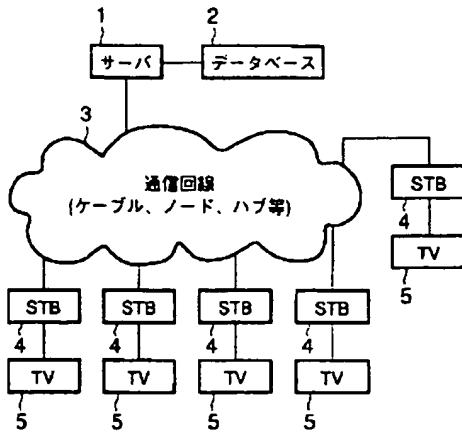 1 2
サーバ データベース
3
通信回線
(ケーブル、ノード、ハブ等)
STB
4
TV
5
STB STB STB STB
4 4 4 4
TV TV TV TV
5 5 5 5